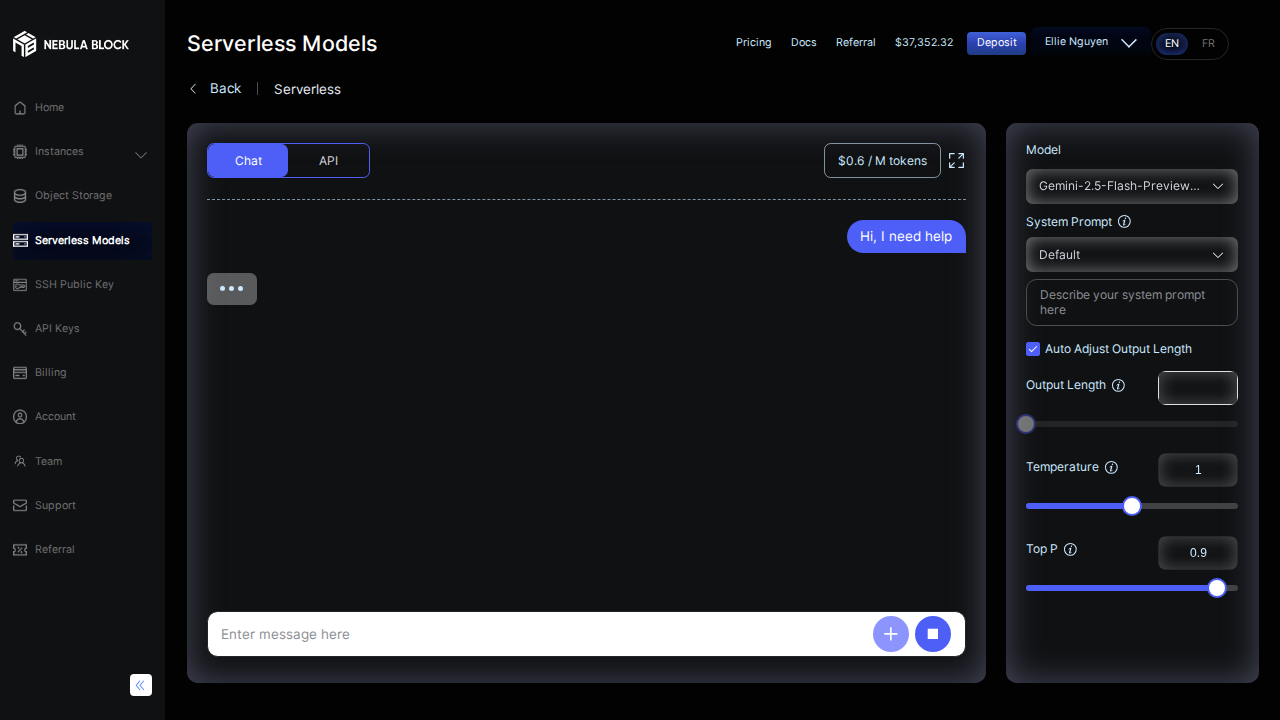 NEBULA BLOCK
Home
Instances
Object Storage
Serverless Models
SSH Public Key
API Keys
Billing
Account
Team
Support
Referral
Serverless Models
Pricing
Docs
Referral
$37,352.32
Deposit
Ellie Nguyen
EN
FR
Back
Serverless
Chat
API
$0.6 / M tokens
Hi, I need help
Enter message here
Model
Gemini-2.5-Flash-Preview...
System Prompt
Default
Describe your system prompt
here
Auto Adjust Output Length
Output Length
Temperature
1
Top P
0.9